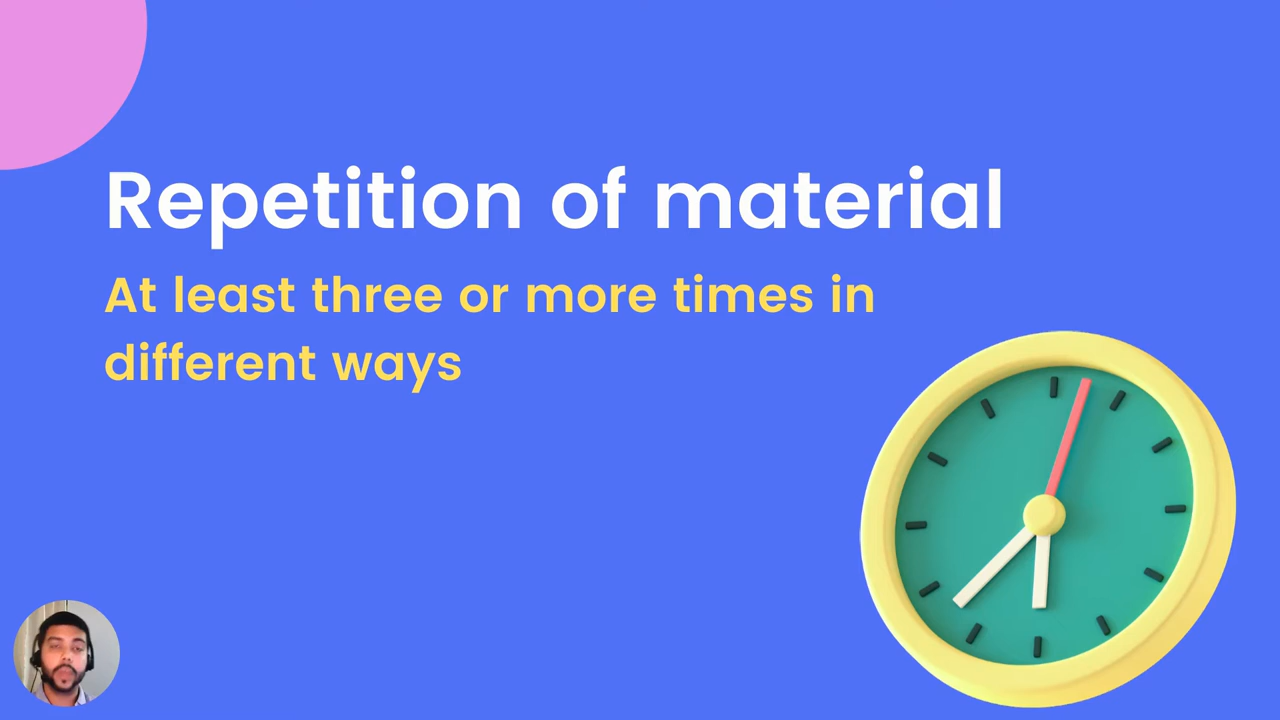 Repetition of material
At least three or more times in
different ways